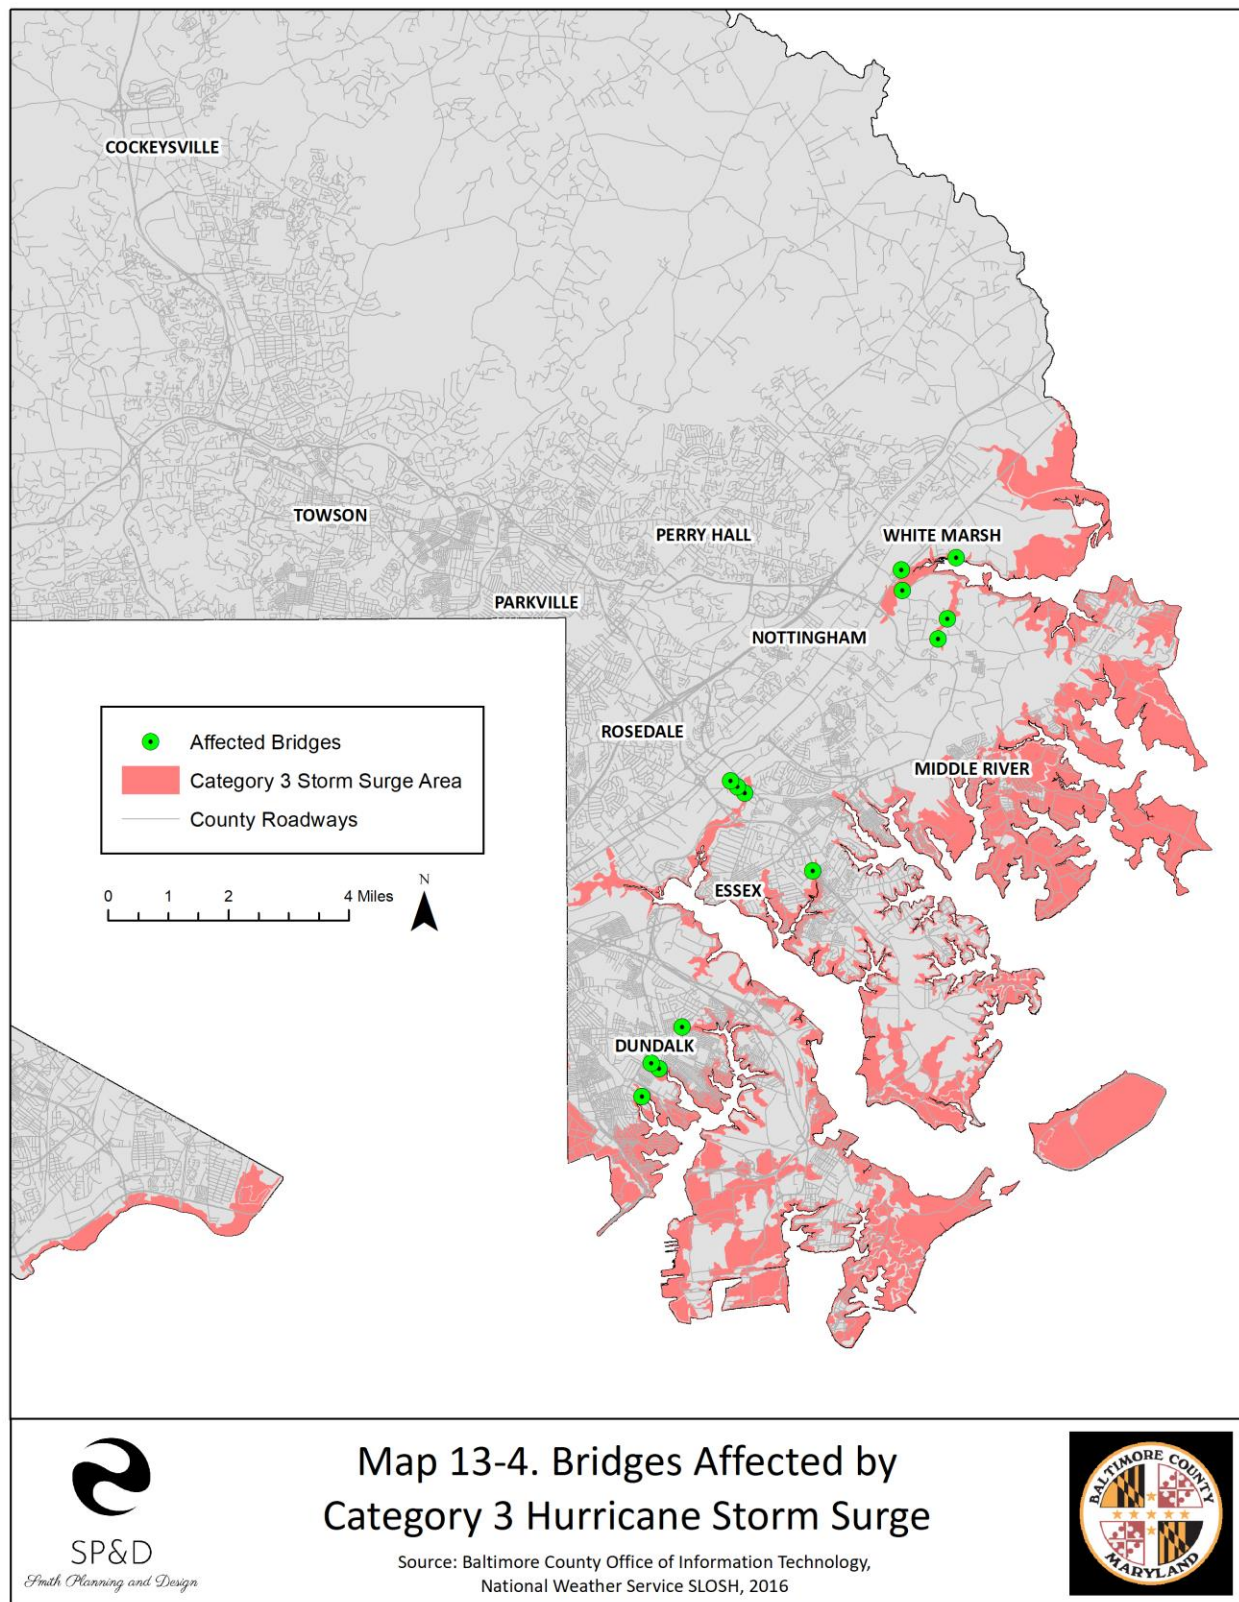 COCKEYSVILLE
TOWSON
PERRY HALL
WHITE MARSH
PARKVILLE
NOTTINGHAM
ROSEDALE
MIDDLE RIVER
ESSEX
DUNDALK
Affected Bridges
Category 3 Storm Surge Area
County Roadways
0 1 2 4 Miles
N
Map 13-4. Bridges Affected by
Category 3 Hurricane Storm Surge
Source: Baltimore County Office of Information Technology,
National Weather Service SLOSH, 2016
SP&D
Smith Planning and Design
BALTIMORE COUNTY
MARYLAND